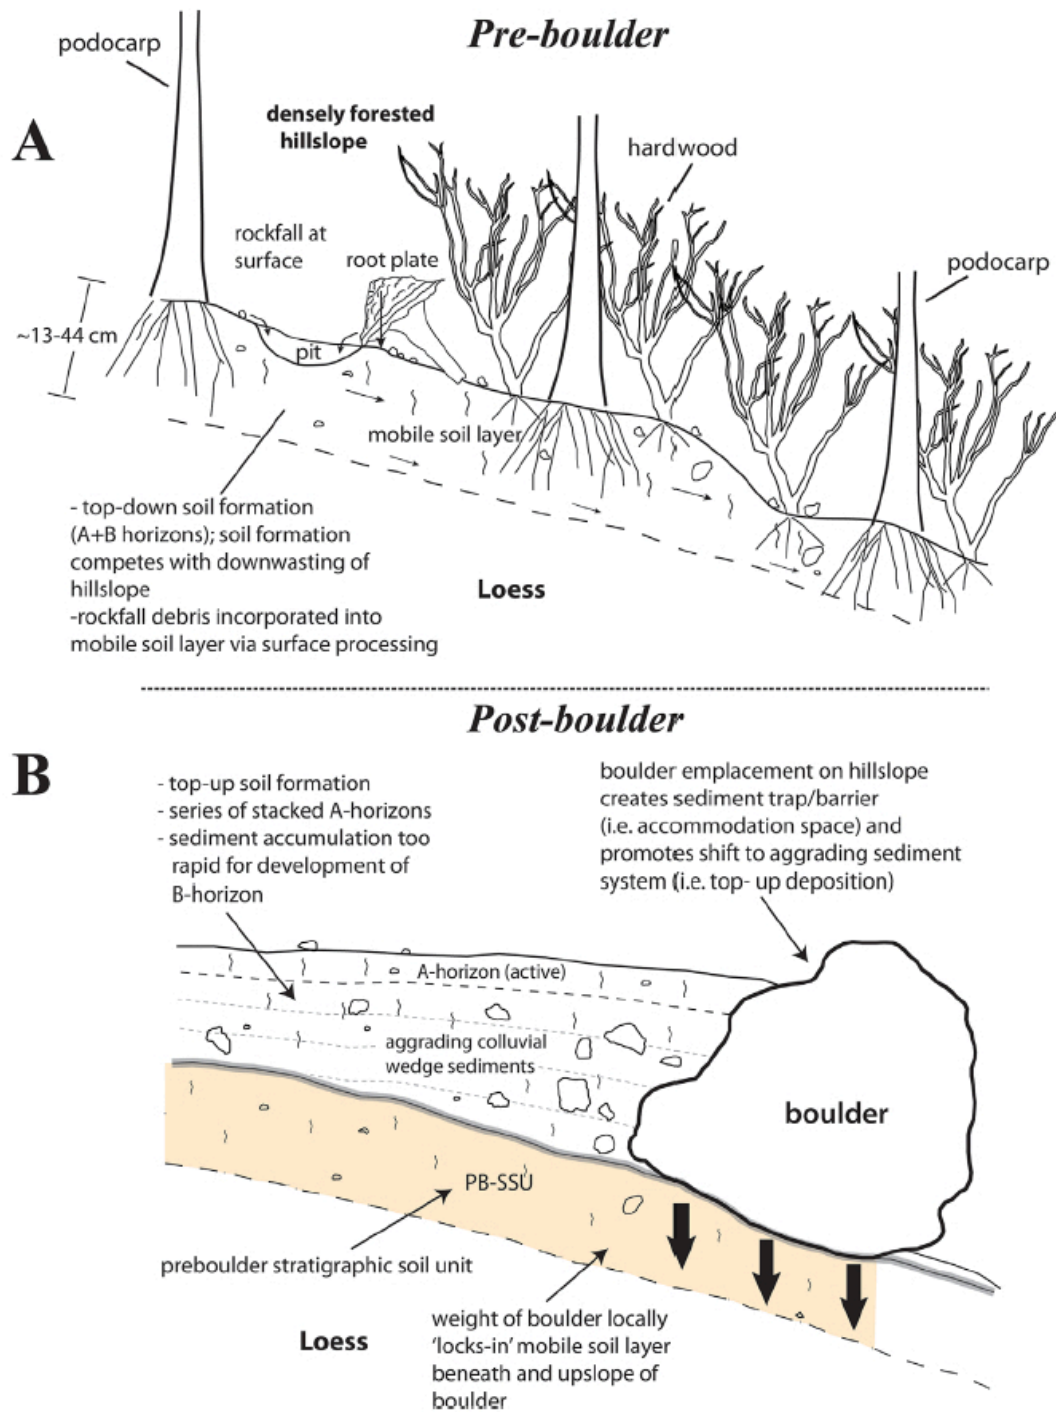 Pre-boulder
podocarp
A
densely forested
hillslope
hardwood
rockfall at
surface
root plate
podocarp
~13-44 cm
pit
mobile soil layer
- top-down soil formation
(A+B horizons); soil formation
competes with downwasting of
hillslope
-rockfall debris incorporated into
mobile soil layer via surface processing
Loess
Post-boulder
B
- top-up soil formation
- series of stacked A-horizons
- sediment accumulation too
rapid for development of
B-horizon
boulder emplacement on hillslope
creates sediment trap/barrier
(i.e. accommodation space) and
promotes shift to aggrading sediment
system (i.e. top- up deposition)
A-horizon (active)
aggrading colluvial
wedge sediments
boulder
PB-SSU
preboulder stratigraphic soil unit
Loess
weight of boulder locally
'locks-in' mobile soil layer
beneath and upslope of
boulder